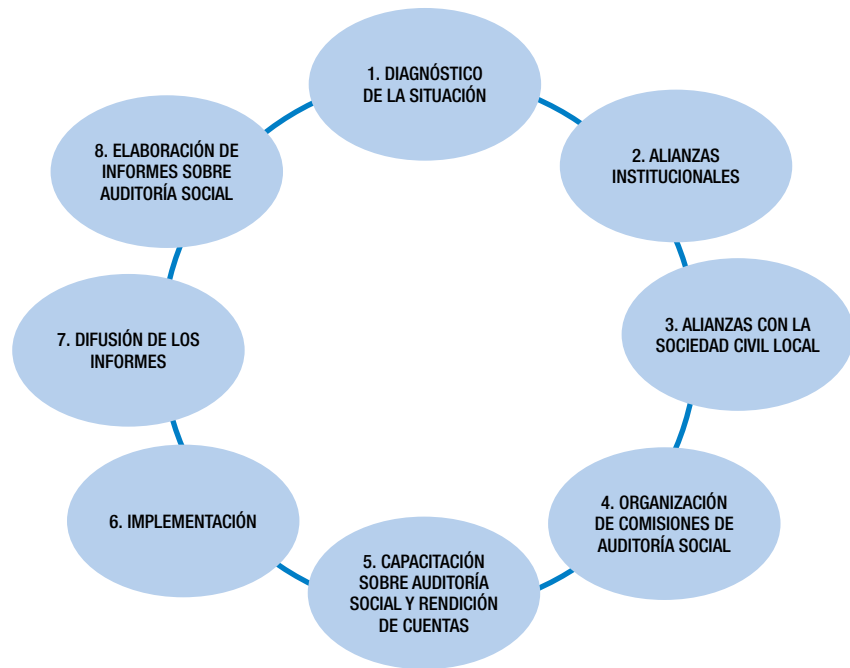 1. DIAGNÓSTICO
DE LA SITUACIÓN
2. ALIANZAS
INSTITUCIONALES
3. ALIANZAS CON LA
SOCIEDAD CIVIL LOCAL
4. ORGANIZACIÓN
DE COMISIONES DE
AUDITORÍA SOCIAL
5. CAPACITACIÓN
SOBRE AUDITORÍA
SOCIAL Y RENDICIÓN
DE CUENTAS
6. IMPLEMENTACIÓN
7. DIFUSIÓN DE LOS
INFORMES
8. ELABORACIÓN DE
INFORMES SOBRE
AUDITORÍA SOCIAL